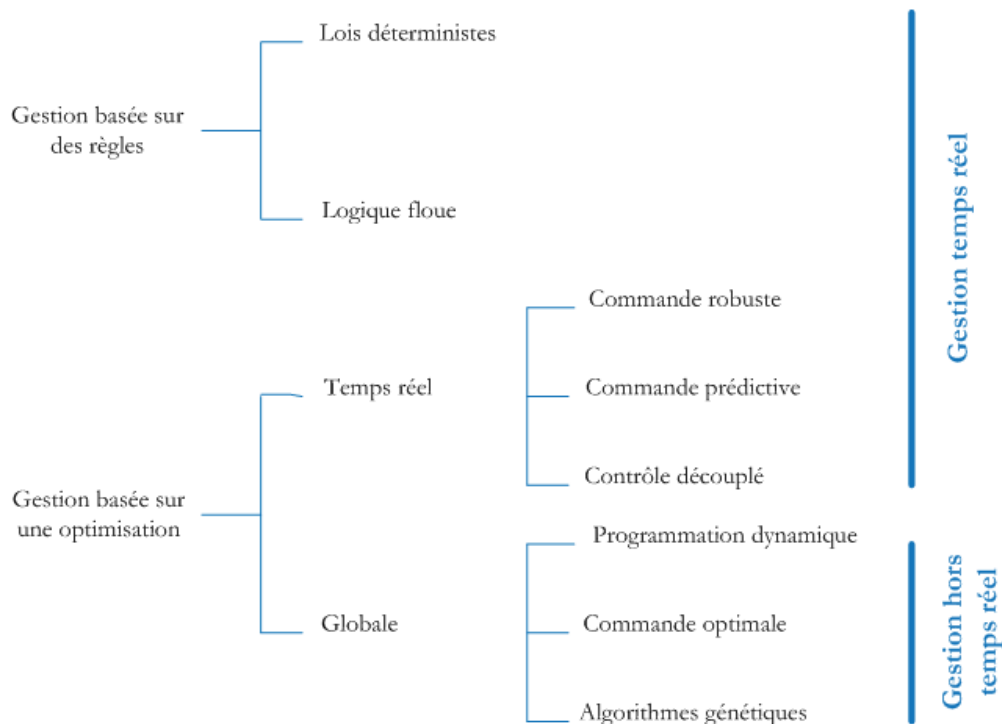 Lois déterministes
Gestion basée sur
des règles
Logique floue
Commande robuste
Temps réel
Commande prédictive
Contrôle découplé
Gestion basée sur
une optimisation
Programmation dynamique
Globale
Commande optimale
Algorithmes génétiques
Gestion temps réel
Gestion hors
temps réel